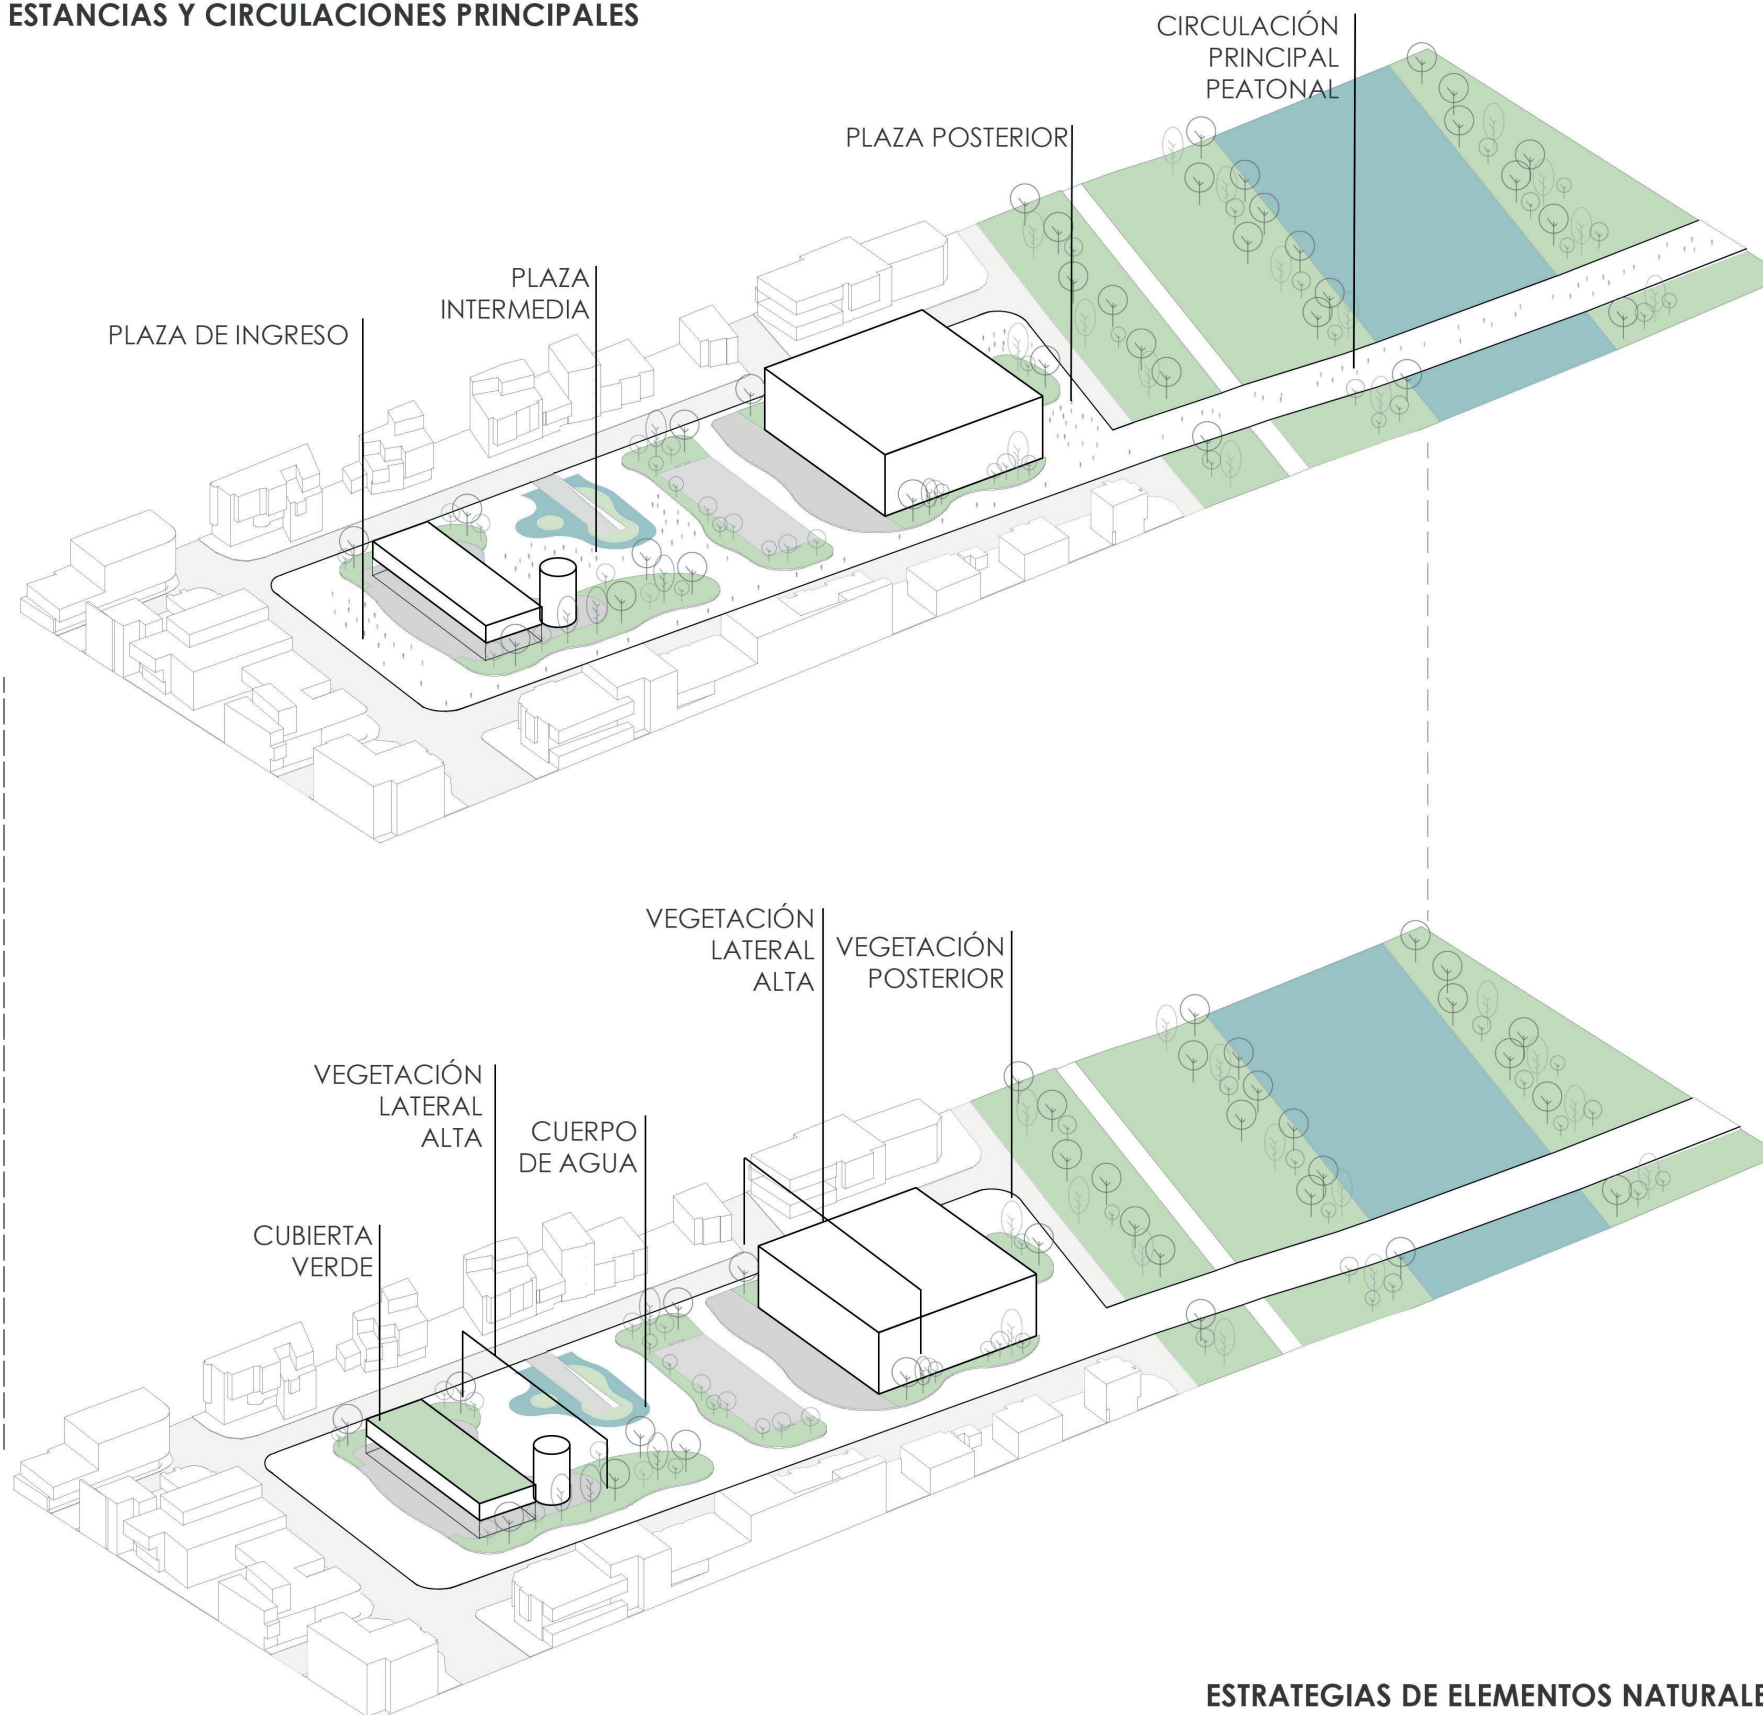 ESTANCIAS Y CIRCULACIONES PRINCIPALES
CIRCULACIÓN
PRINCIPAL
PEATONAL
PLAZA POSTERIOR
PLAZA
INTERMEDIA
PLAZA DE INGRESO
VEGETACIÓN
LATERAL
ALTA
VEGETACIÓN
POSTERIOR
VEGETACIÓN
LATERAL
ALTA
CUERPO
DE AGUA
CUBIERTA
VERDE
ESTRATEGIAS DE ELEMENTOS NATURALE